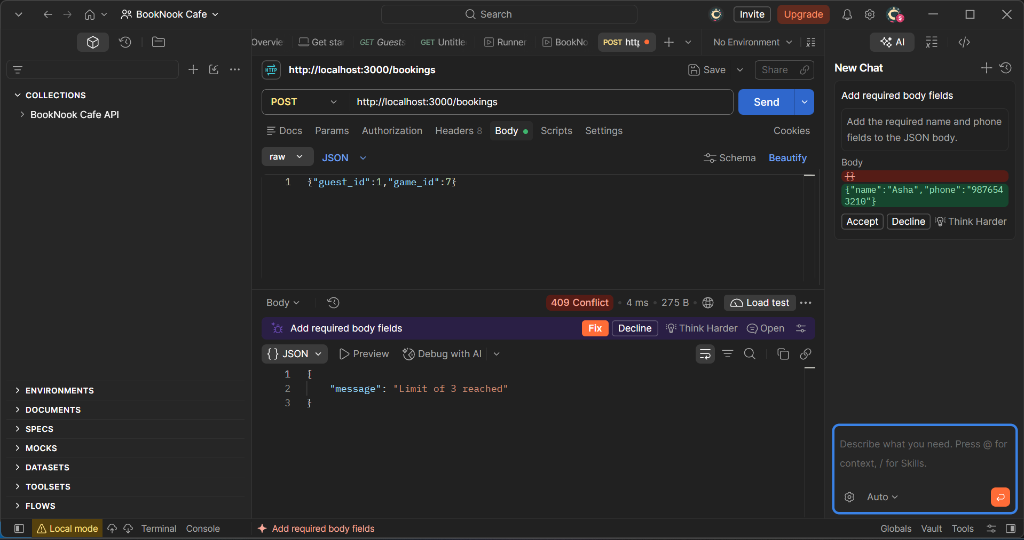 BookNook Cafe
Search
Invite
Upgrade
Overvie
Get sta
GET Guests
GET Untitle
Runner
BookNo
POST htt
No Environment
AI
COLLECTIONS
BookNook Cafe API
ENVIRONMENTS
DOCUMENTS
SPECS
MOCKS
DATASETS
TOOLSETS
FLOWS
HTTP
http://localhost:3000/bookings
Save
Share
POST
http://localhost:3000/bookings
Send
Docs
Params
Authorization
Headers 8
Body
Scripts
Settings
Cookies
raw
JSON
Schema
Beautify
1 }"guest_id":1,"game_id":7{
Body
409 Conflict
4 ms
275 B
Load test
Add required body fields
Fix
Decline
Think Harder
Open
{} JSON
Preview
Debug with AI
1 {
2 "message": "Limit of 3 reached"
3 }
New Chat
Add required body fields
Add the required name and phone
fields to the JSON body.
Body
{}
{"name":"Asha","phone":"987654
3210"}
Accept
Decline
Think Harder
Describe what you need. Press @ for
context, / for Skills.
Auto
Local mode
Terminal
Console
Add required body fields
Globals
Vault
Tools